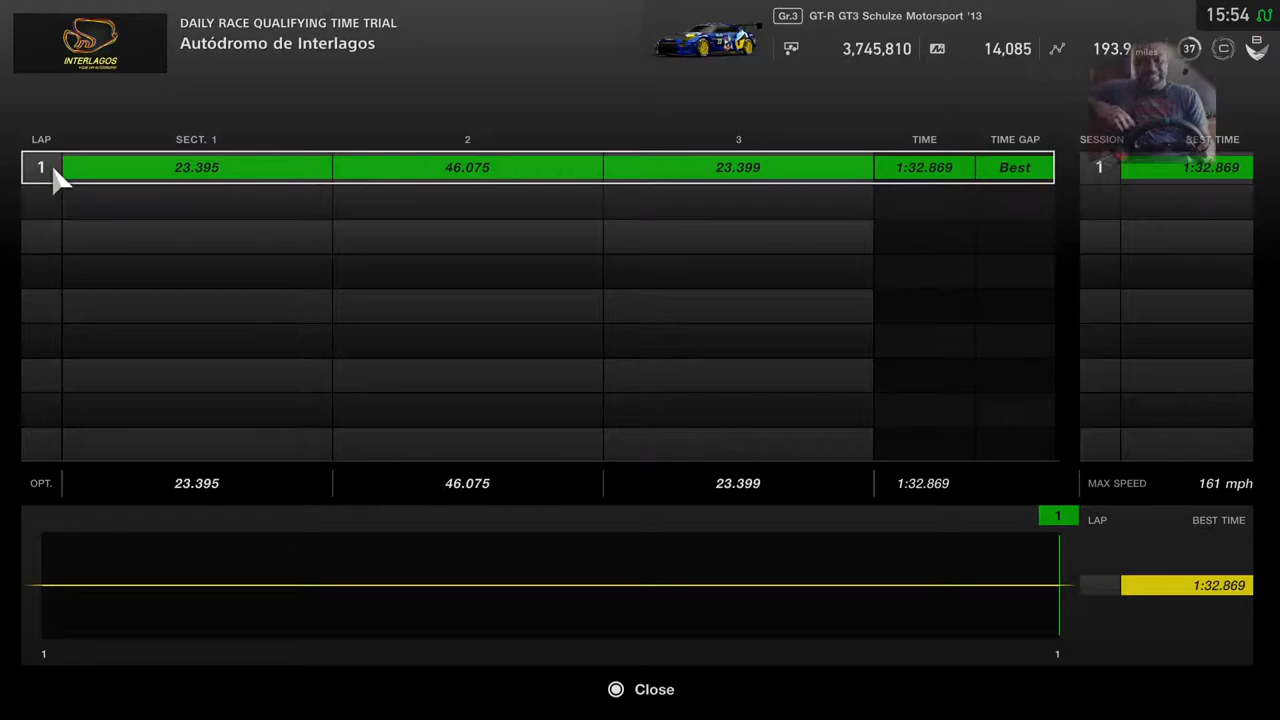 DAILY RACE QUALIFYING TIME TRIAL
Autódromo de Interlagos
INTERLAGOS
Gr.3 GT-R GT3 Schulze Motorsport '13
3,745,810 14,085 193.9 miles 37 C B
15:54
LAP SECT. 1 2 3 TIME TIME GAP SESSION BEST TIME
1 23.395 46.075 23.399 1:32.869 Best 1 1:32.869
OPT. 23.395 46.075 23.399 1:32.869 MAX SPEED 161 mph
1 LAP BEST TIME
1:32.869
1 1
Close